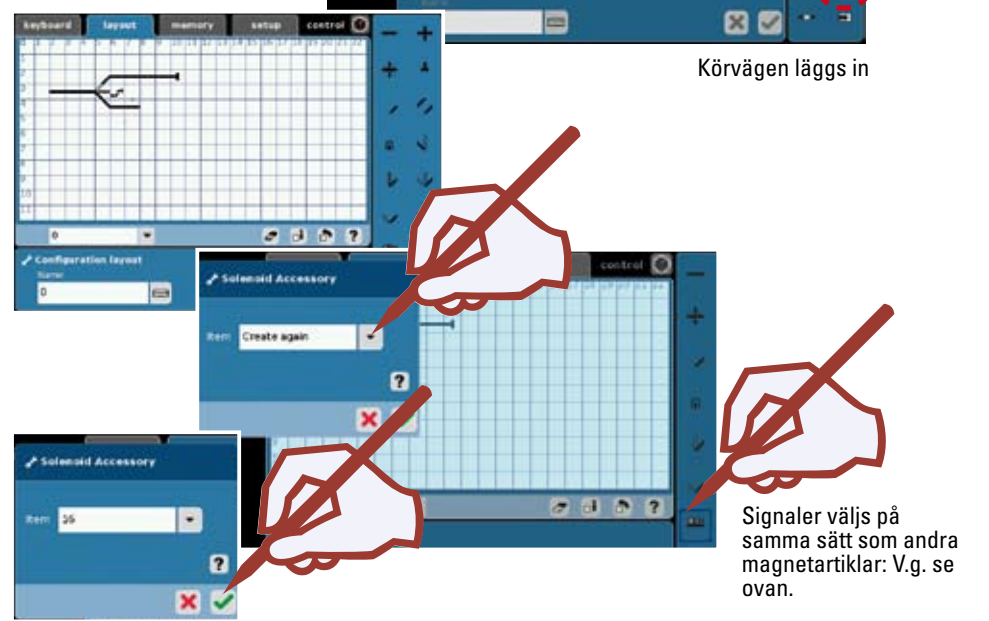 Körvägen läggs in
keyboard layout memory setup control
0
Configuration layout
Name:
0
control
Solenoid Accessory
Item: Create again
?
Solenoid Accessory
Item: 16
?
?
?
Signaler väljs på
samma sätt som andra
magnetartiklar: V.g. se
ovan.